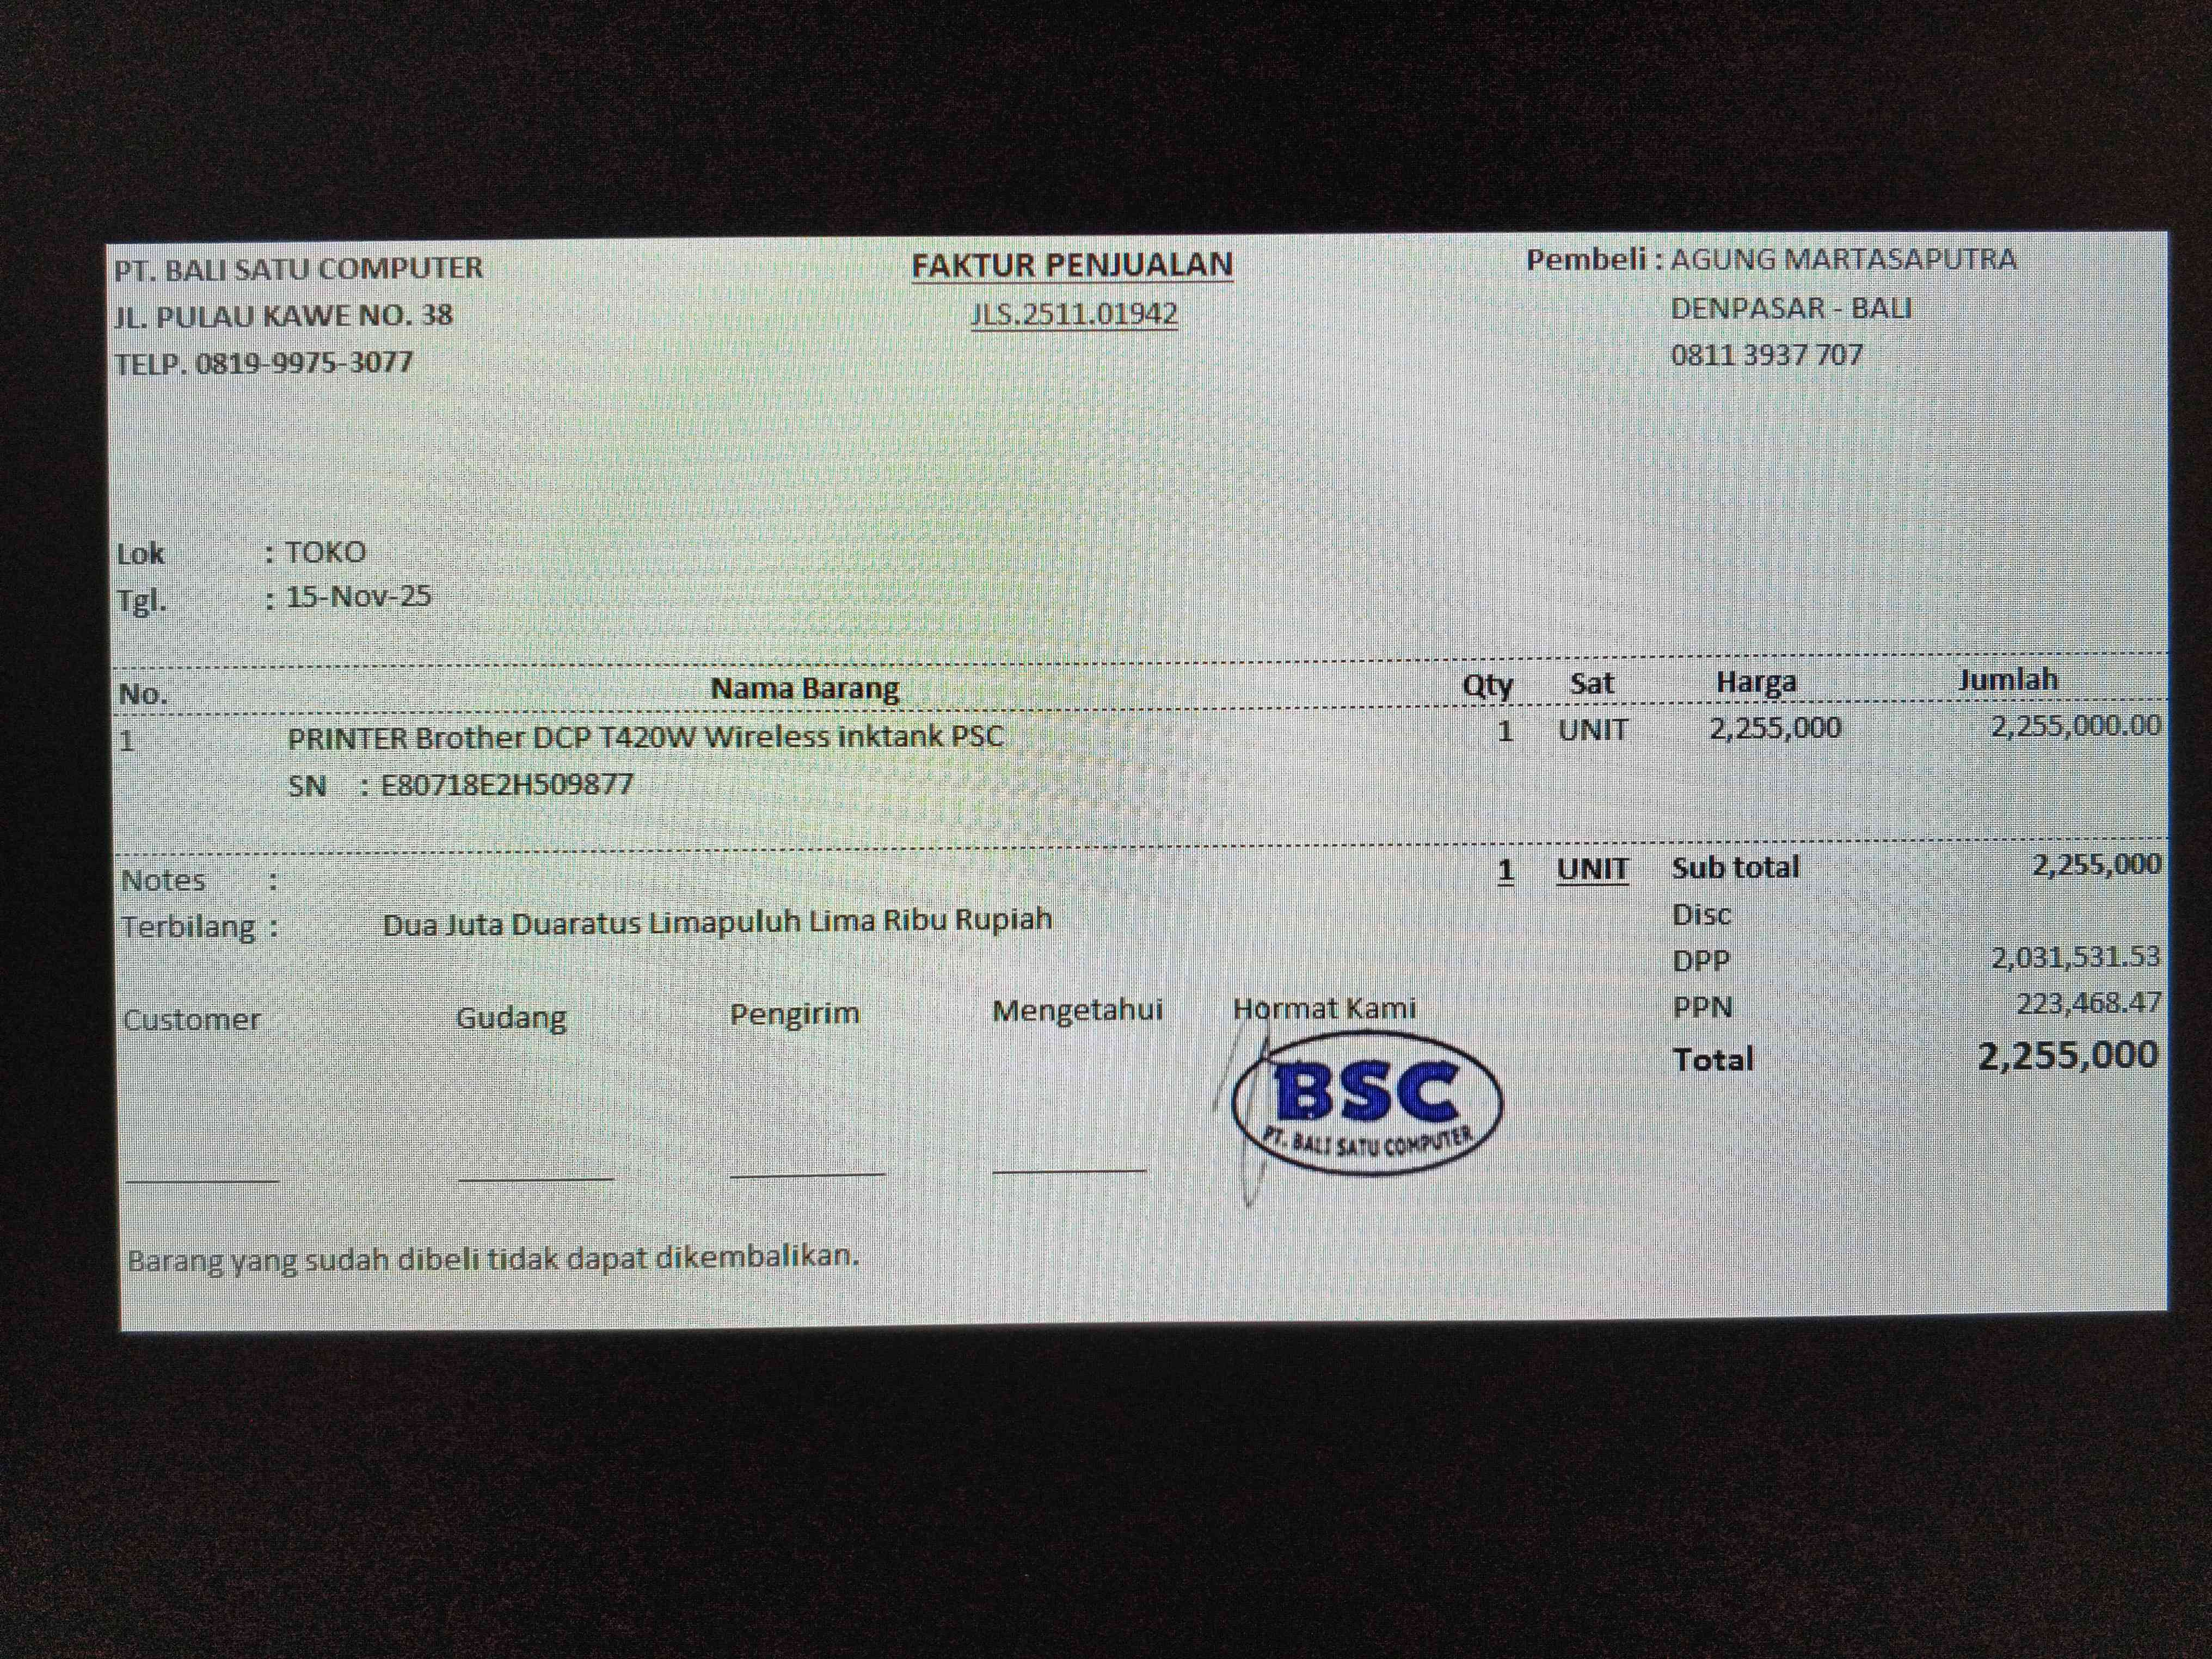 PT. BALI SATU COMPUTER
JL. PULAU KAWE NO. 38
TELP. 0819-9975-3077
FAKTUR PENJUALAN
JLS.2511.01942
Pembeli : AGUNG MARTASAPUTRA
DENPASAR - BALI
0811 3937 707
Lok : TOKO
Tgl. : 15-Nov-25
No. Nama Barang Qty Sat Harga Jumlah
1 PRINTER Brother DCP T420W Wireless inktank PSC 1 UNIT 2,255,000 2,255,000.00
SN : E80718E2H509877
Notes : 1 UNIT Sub total 2,255,000
Terbilang : Dua Juta Duaratus Limapuluh Lima Ribu Rupiah
Disc
DPP 2,031,531.53
PPN 223,468.47
Total 2,255,000
Customer Gudang Pengirim Mengetahui Hormat Kami
BSC
PT. BALI SATU COMPUTER
Barang yang sudah dibeli tidak dapat dikembalikan.